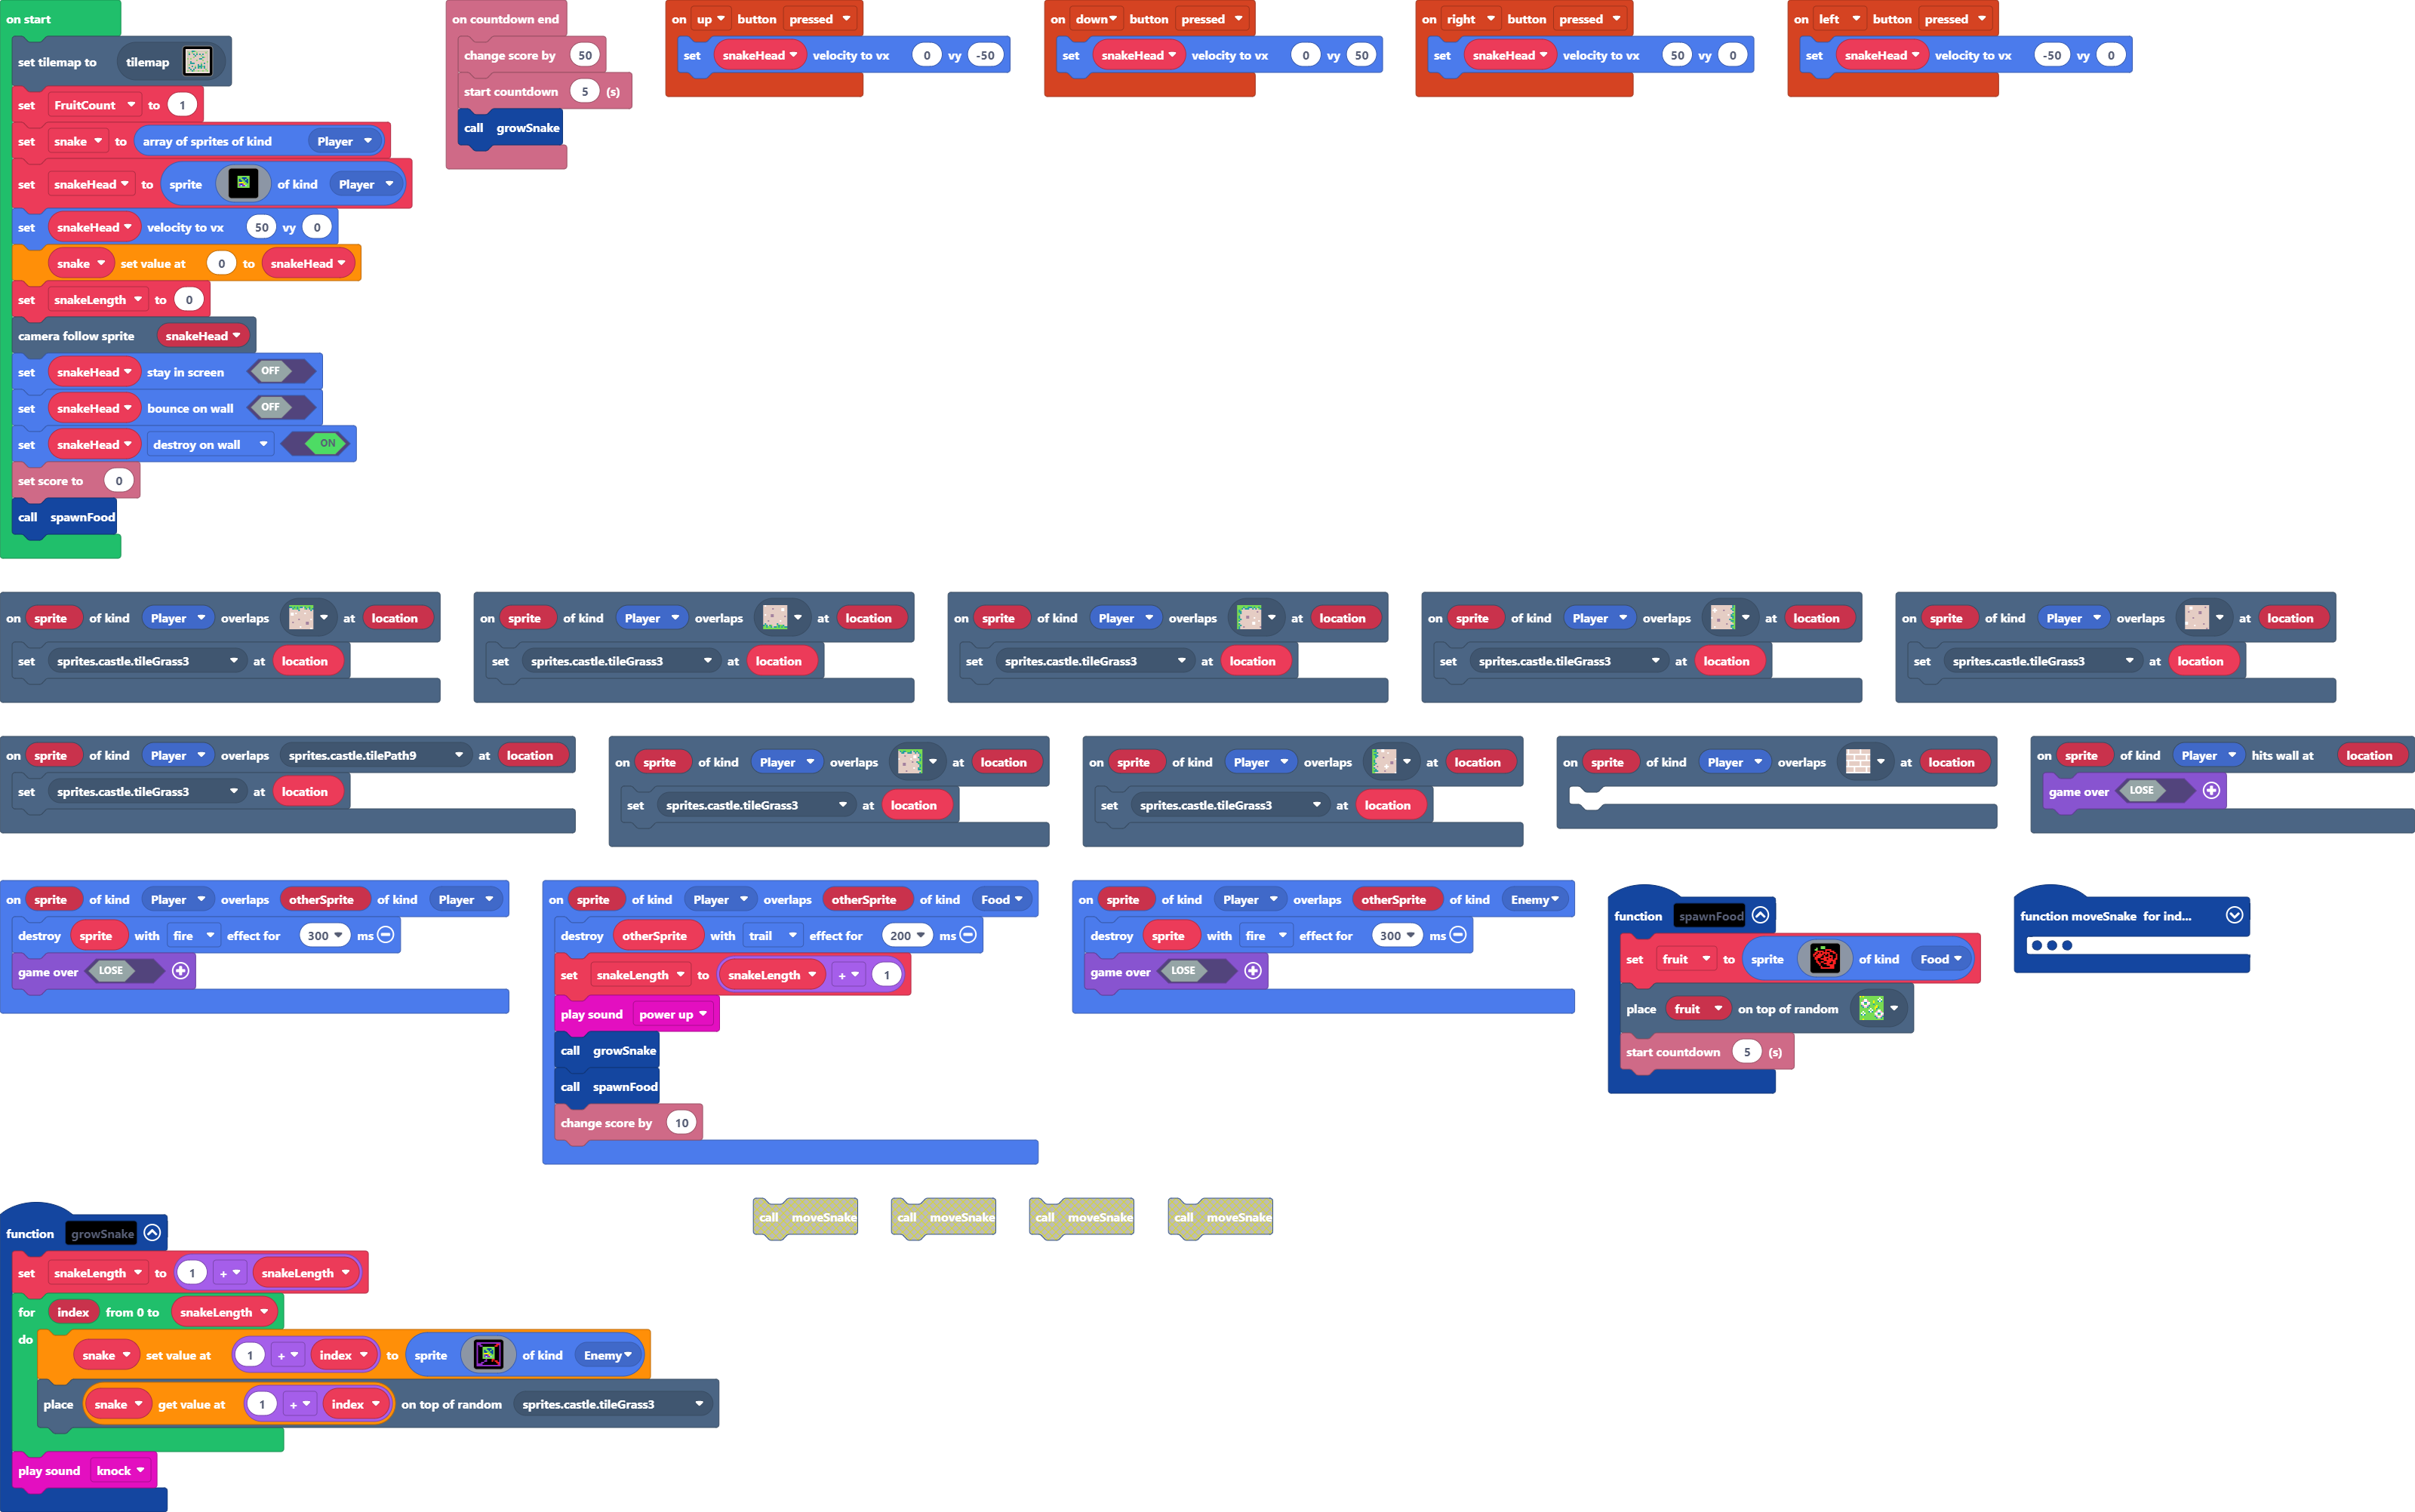 on start
set tilemap to tilemap
set FruitCount to 1
set snake to array of sprites of kind Player
set snakeHead to sprite of kind Player
set snakeHead velocity to vx 50 vy 0
snake set value at 0 to snakeHead
set snakeLength to 0
camera follow sprite snakeHead
set snakeHead stay in screen OFF
set snakeHead bounce on wall OFF
set snakeHead destroy on wall ON
set score to 0
call spawnFood
on countdown end
change score by 50
start countdown 5 (s)
call growSnake
on up button pressed
set snakeHead velocity to vx 0 vy -50
on down button pressed
set snakeHead velocity to vx 0 vy 50
on right button pressed
set snakeHead velocity to vx 50 vy 0
on left button pressed
set snakeHead velocity to vx -50 vy 0
on sprite of kind Player overlaps at location
set sprites.castle.tileGrass3 at location
on sprite of kind Player overlaps at location
set sprites.castle.tileGrass3 at location
on sprite of kind Player overlaps at location
set sprites.castle.tileGrass3 at location
on sprite of kind Player overlaps at location
set sprites.castle.tileGrass3 at location
on sprite of kind Player overlaps at location
set sprites.castle.tileGrass3 at location
on sprite of kind Player overlaps sprites.castle.tilePath9 at location
set sprites.castle.tileGrass3 at location
on sprite of kind Player overlaps at location
set sprites.castle.tileGrass3 at location
on sprite of kind Player overlaps at location
set sprites.castle.tileGrass3 at location
on sprite of kind Player overlaps at location
on sprite of kind Player hits wall at location
game over LOSE
on sprite of kind Player overlaps otherSprite of kind Player
destroy sprite with fire effect for 300 ms
game over LOSE
on sprite of kind Player overlaps otherSprite of kind Food
destroy otherSprite with trail effect for 200 ms
set snakeLength to snakeLength + 1
play sound power up
call growSnake
call spawnFood
change score by 10
on sprite of kind Player overlaps otherSprite of kind Enemy
destroy sprite with fire effect for 300 ms
game over LOSE
function spawnFood
set fruit to sprite of kind Food
place fruit on top of random
start countdown 5 (s)
function moveSnake for ind...
function growSnake
set snakeLength to 1 + snakeLength
for index from 0 to snakeLength
do
snake set value at 1 + index to sprite of kind Enemy
place snake get value at 1 + index on top of random sprites.castle.tileGrass3
play sound knock
call moveSnake
call moveSnake
call moveSnake
call moveSnake